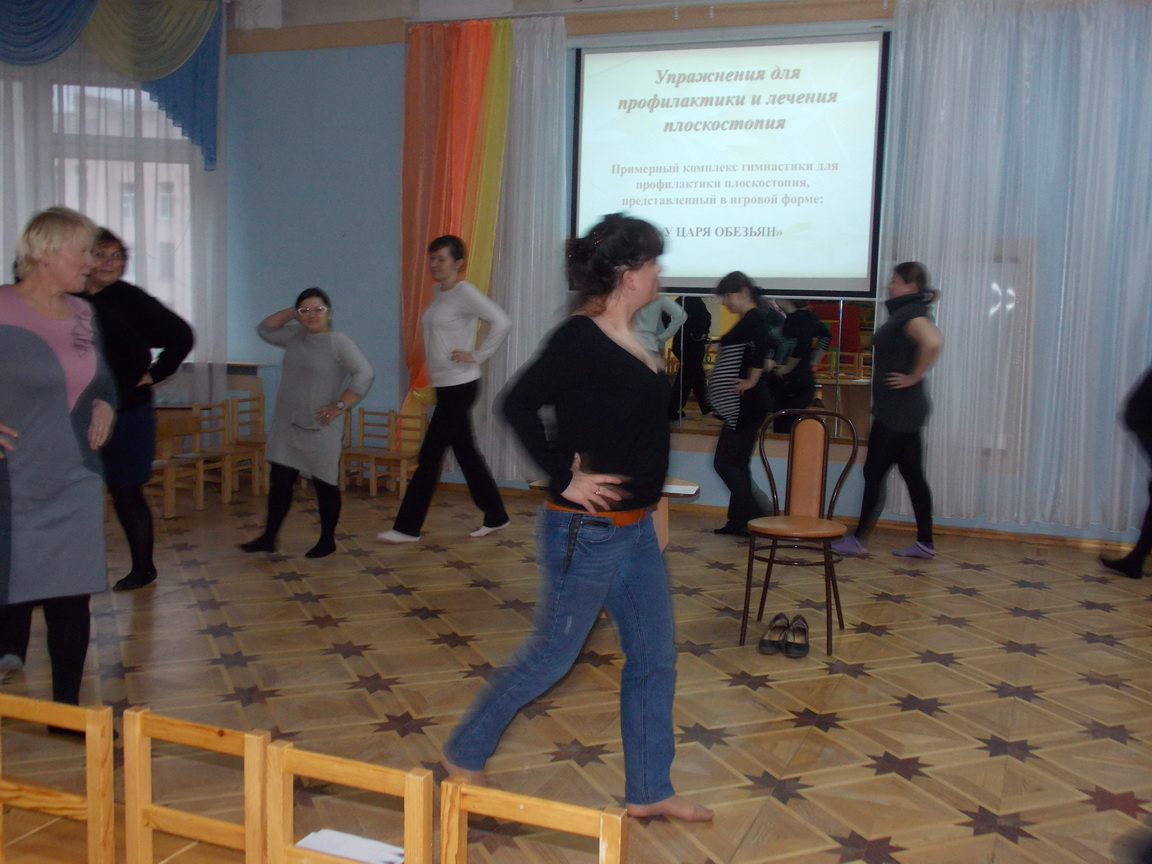 Упражнения для
профилактики и лечения
плоскостопия
Примерный комплекс гимнастики для
профилактики плоскостопия,
представленный в игровой форме:
У ЦАРЯ ОБЕЗЬЯН»